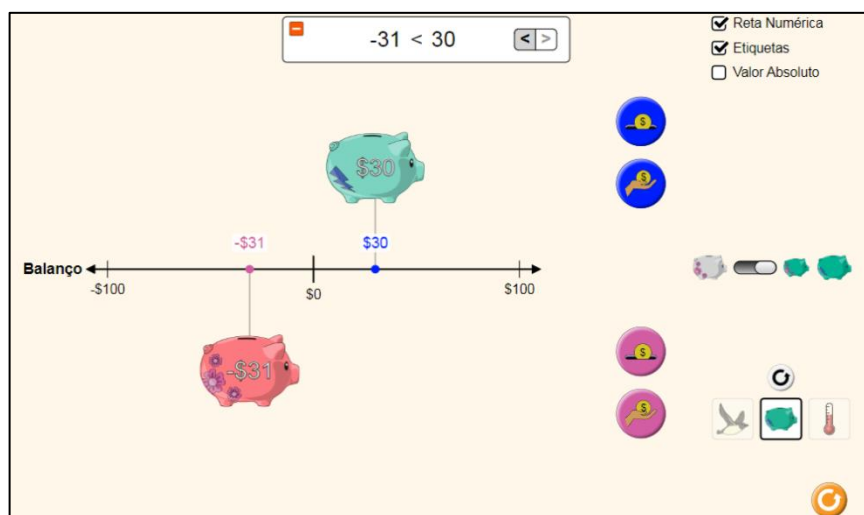 -31 < 30
< >
Reta Numérica
Etiquetas
Valor Absoluto
$
$30
$
-$31
$30
Balanço
-$100
$0
$100
-$31
$
$